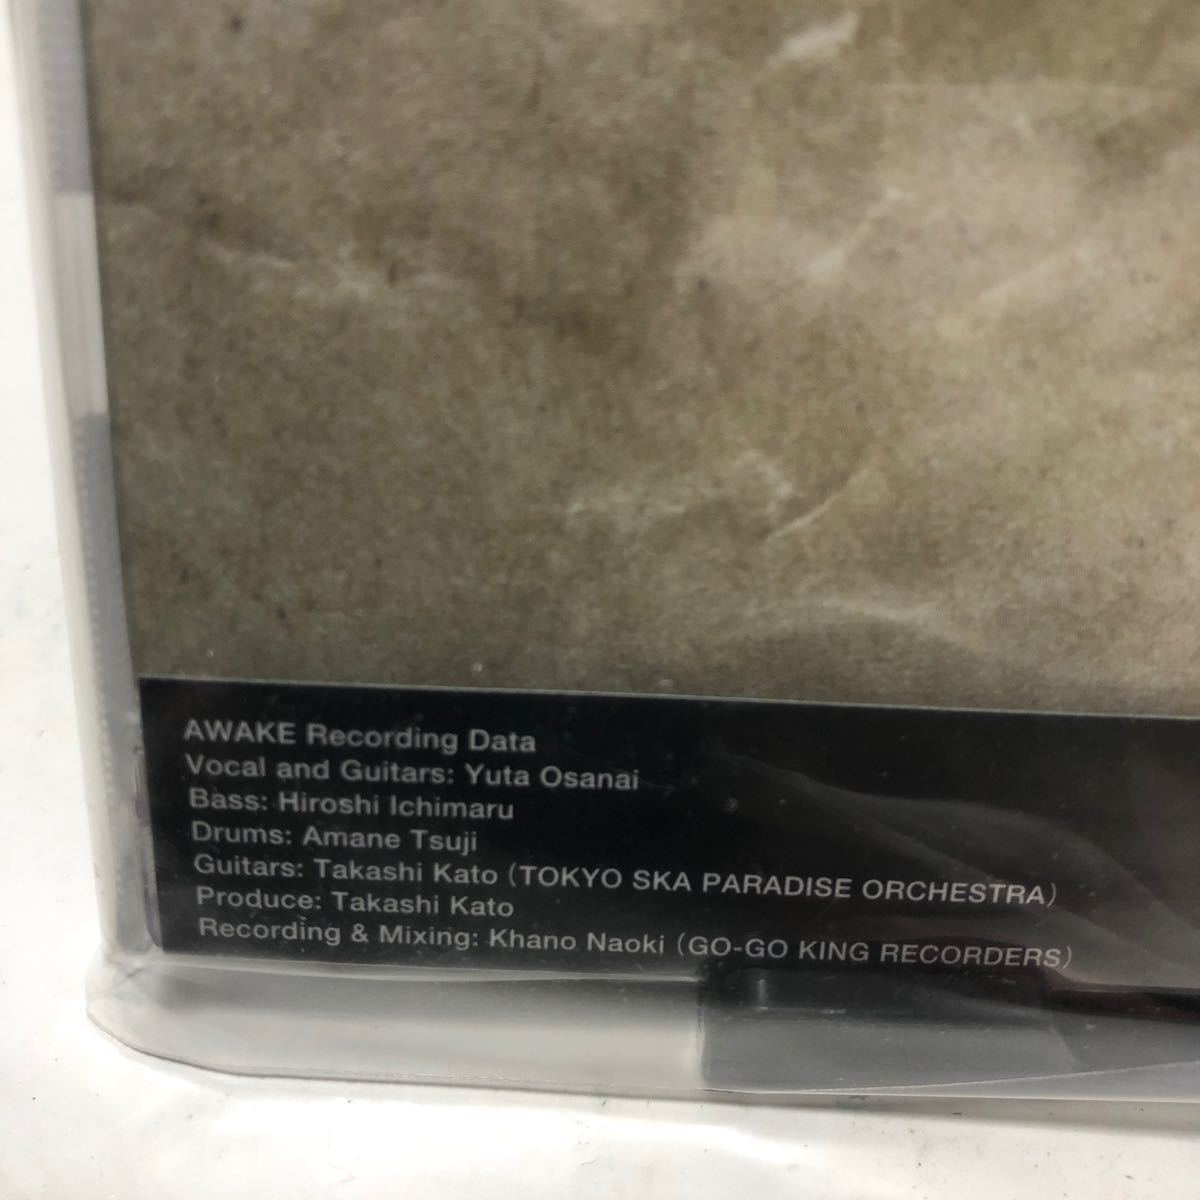 AWAKE Recording Data
Vocal and Guitars: Yuta Osanai
Bass: Hiroshi Ichimaru
Drums: Amane Tsuji
Guitars: Takashi Kato (TOKYO SKA PARADISE ORCHESTRA)
Produce: Takashi Kato
Recording & Mixing: Khano Naoki (GO-GO KING RECORDERS)